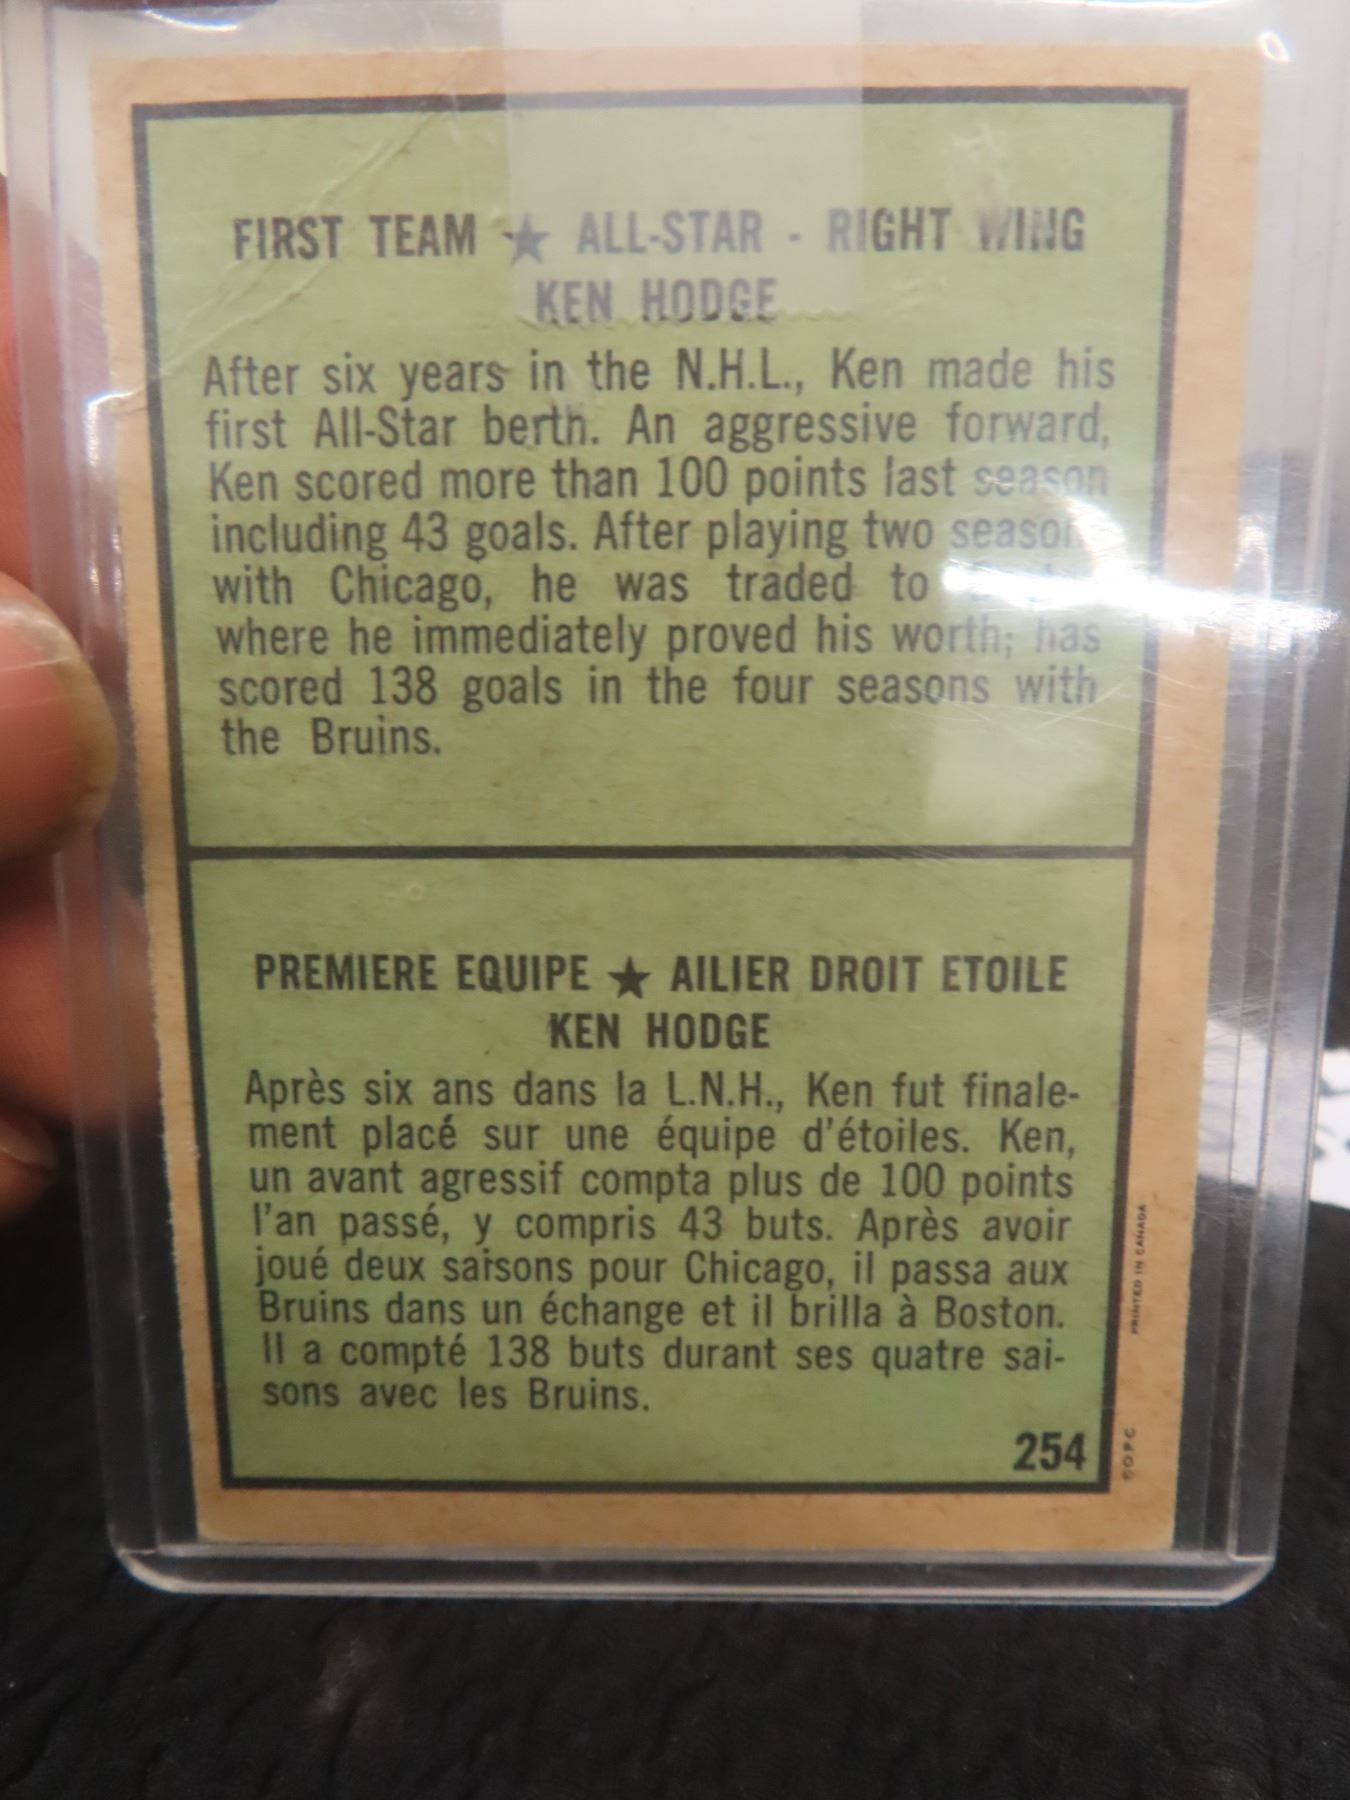 FIRST TEAM ★ ALL-STAR - RIGHT WING
KEN HODGE
After six years in the N.H.L., Ken made his
first All-Star berth. An aggressive forward,
Ken scored more than 100 points last season
including 43 goals. After playing two seasons
with Chicago, he was traded to
where he immediately proved his worth; has
scored 138 goals in the four seasons with
the Bruins.
PREMIERE EQUIPE ★ AILIER DROIT ETOILE
KEN HODGE
Après six ans dans la L.N.H., Ken fut finale-
ment placé sur une équipe d'étoiles. Ken,
un avant agressif compta plus de 100 points
l'an passé, y compris 43 buts. Après avoir
joué deux saisons pour Chicago, il passa aux
Bruins dans un échange et il brilla à Boston.
Il a compté 138 buts durant ses quatre sai-
sons avec les Bruins.
254
©OPC
PRINTED IN CANADA